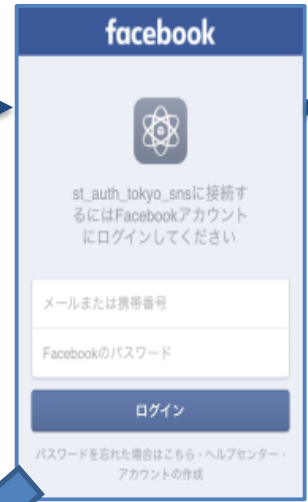 facebook
st_auth_tokyo_snsに接続す
るにはFacebookアカウント
にログインしてください
メールまたは携帯番号
Facebookのパスワード
ログイン
パスワードを忘れた場合はこちら・ヘルプセンター・
アカウントの作成